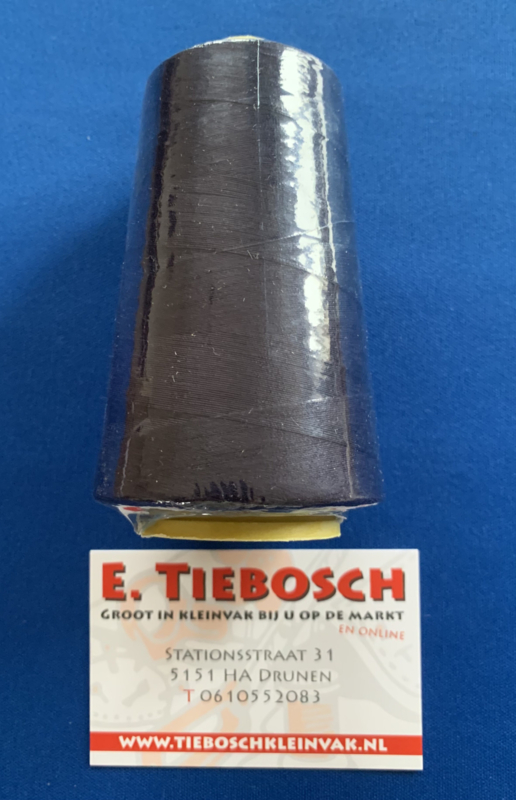 E. TIEBOSCH
GROOT IN KLEINVAK BIJ U OP DE MARKT
EN ONLINE
STATIONSSTRAAT 31
5151 HA DRUNEN
T 0610552083
WWW.TIEBOSCHKLEINVAK.NL